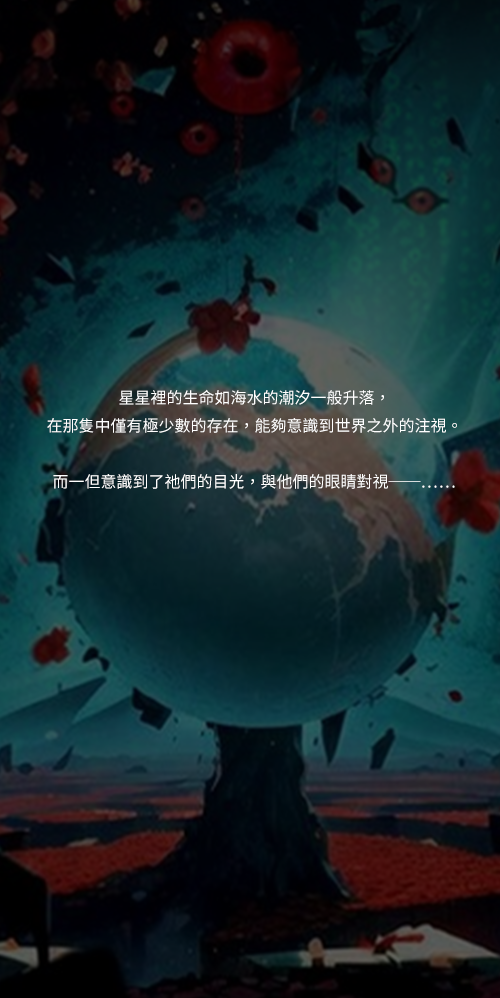 星星裡的生命如海水的潮汐一般升落，
在那隻中僅有極少數的存在，能夠意識到世界之外的注視。
而一但意識到了祂們的目光，與他們的眼睛對視──……